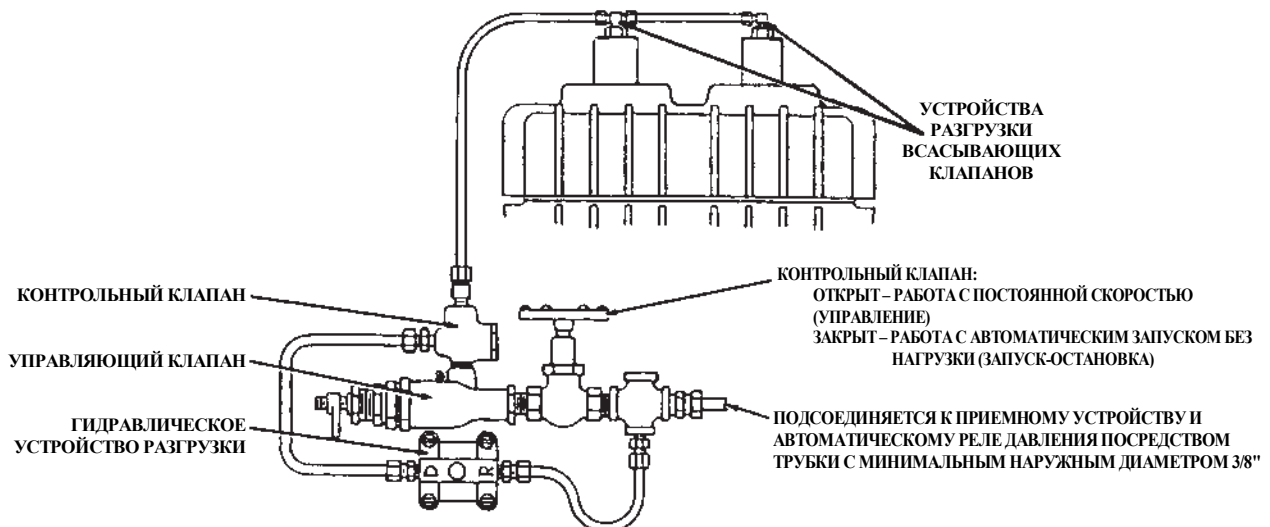 УСТРОЙСТВА
РАЗГРУЗКИ
ВСАСЫВАЮЩИХ
КЛАПАНОВ
КОНТРОЛЬНЫЙ КЛАПАН
УПРАВЛЯЮЩИЙ КЛАПАН
ГИДРАВЛИЧЕСКОЕ
УСТРОЙСТВО РАЗГРУЗКИ
КОНТРОЛЬНЫЙ КЛАПАН:
ОТКРЫТ – РАБОТА С ПОСТОЯННОЙ СКОРОСТЬЮ
(УПРАВЛЕНИЕ)
ЗАКРЫТ – РАБОТА С АВТОМАТИЧЕСКИМ ЗАПУСКОМ БЕЗ
НАГРУЗКИ (ЗАПУСК-ОСТАНОВКА)
ПОДСОЕДИНЯЕТСЯ К ПРИЕМНОМУ УСТРОЙСТВУ И
АВТОМАТИЧЕСКОМУ РЕЛЕ ДАВЛЕНИЯ ПОСРЕДСТВОМ
ТРУБКИ С МИНИМАЛЬНЫМ НАРУЖНЫМ ДИАМЕТРОМ 3/8"
D R